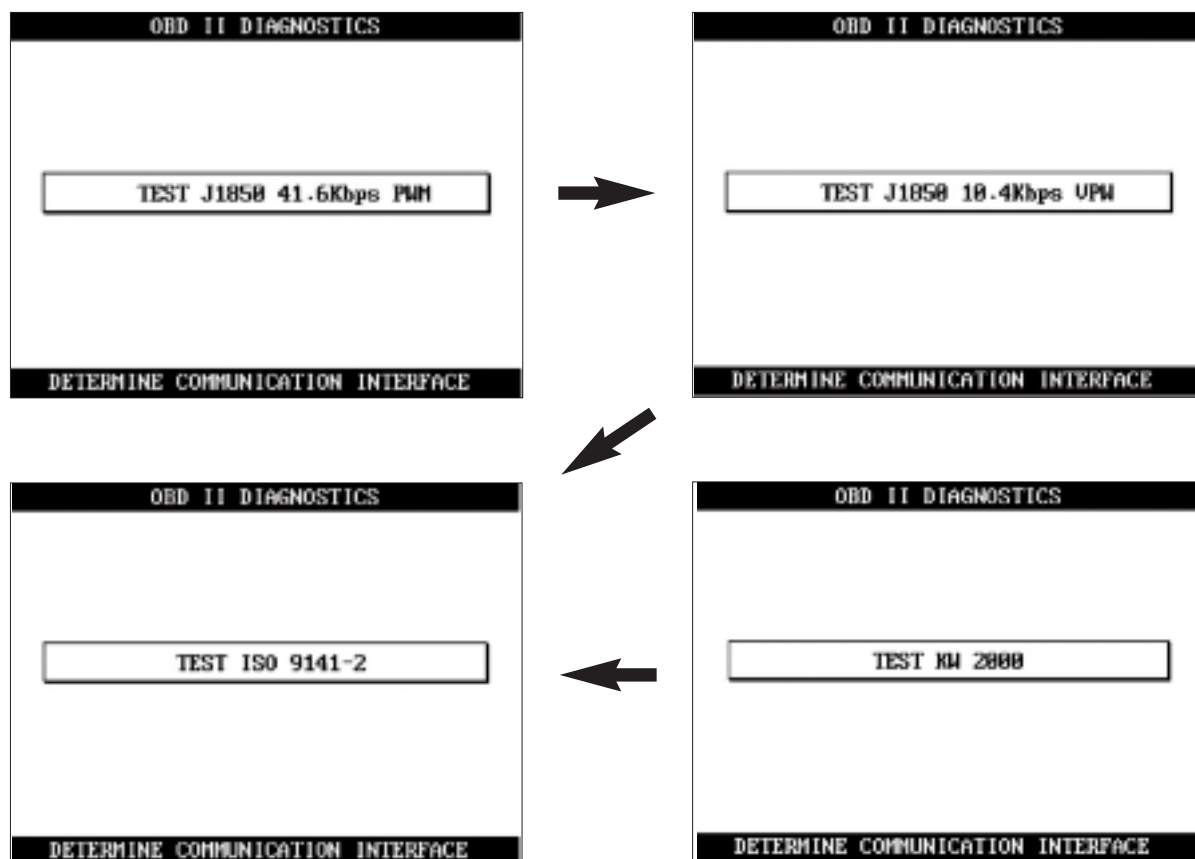 OBD II DIAGNOSTICS
TEST J1850 41.6Kbps PWM
DETERMINE COMMUNICATION INTERFACE
OBD II DIAGNOSTICS
TEST J1850 10.4Kbps VPW
DETERMINE COMMUNICATION INTERFACE
OBD II DIAGNOSTICS
TEST ISO 9141-2
DETERMINE COMMUNICATION INTERFACE
OBD II DIAGNOSTICS
TEST KW 2000
DETERMINE COMMUNICATION INTERFACE